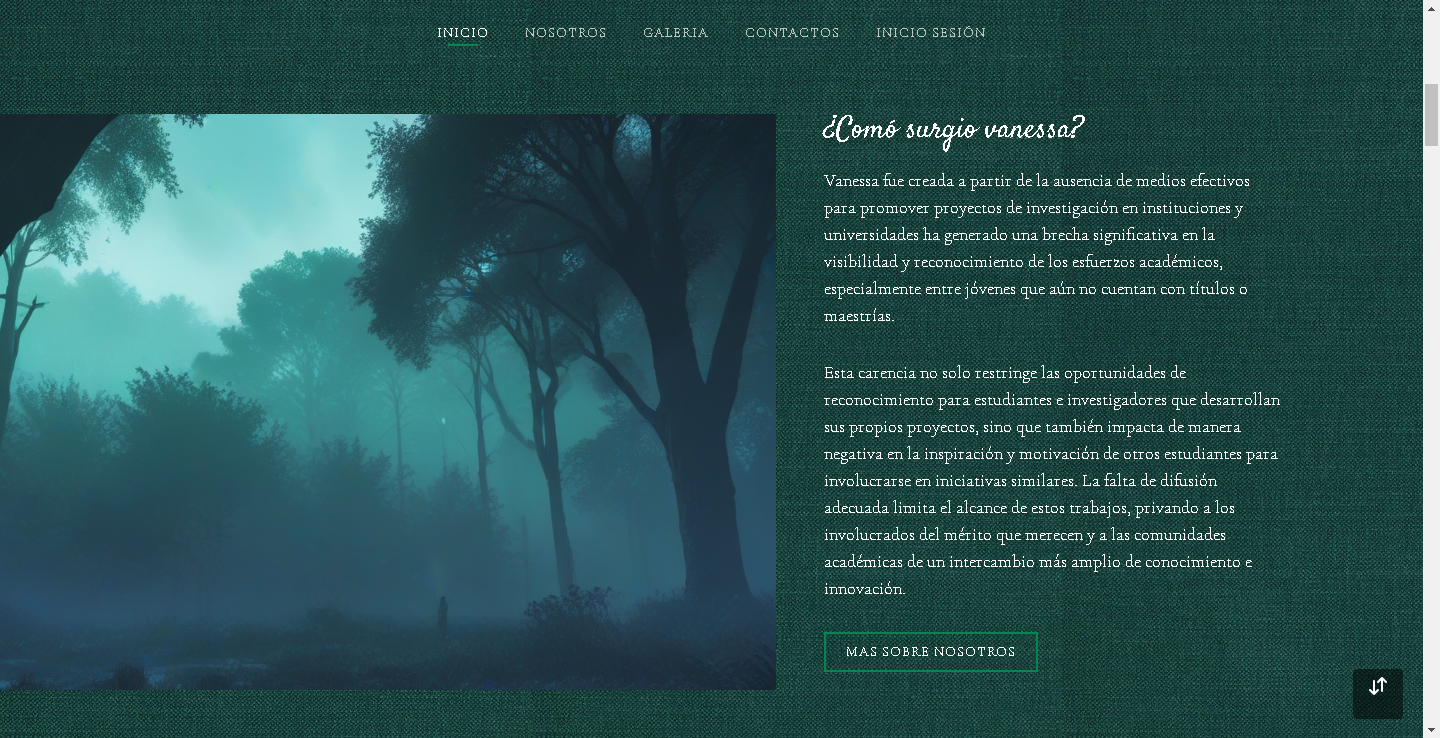 INICIO NOSOTROS GALERIA CONTACTOS INICIO SESIÓN
¿Comó surgio vanessa?
Vanessa fue creada a partir de la ausencia de medios efectivos
para promover proyectos de investigación en instituciones y
universidades ha generado una brecha significativa en la
visibilidad y reconocimiento de los esfuerzos académicos,
especialmente entre jóvenes que aún no cuentan con títulos o
maestrías.
Esta carencia no solo restringe las oportunidades de
reconocimiento para estudiantes e investigadores que desarrollan
sus propios proyectos, sino que también impacta de manera
negativa en la inspiración y motivación de otros estudiantes para
involucrarse en iniciativas similares. La falta de difusión
adecuada limita el alcance de estos trabajos, privando a los
involucrados del mérito que merecen y a las comunidades
académicas de un intercambio más amplio de conocimiento e
innovación.
MAS SOBRE NOSOTROS